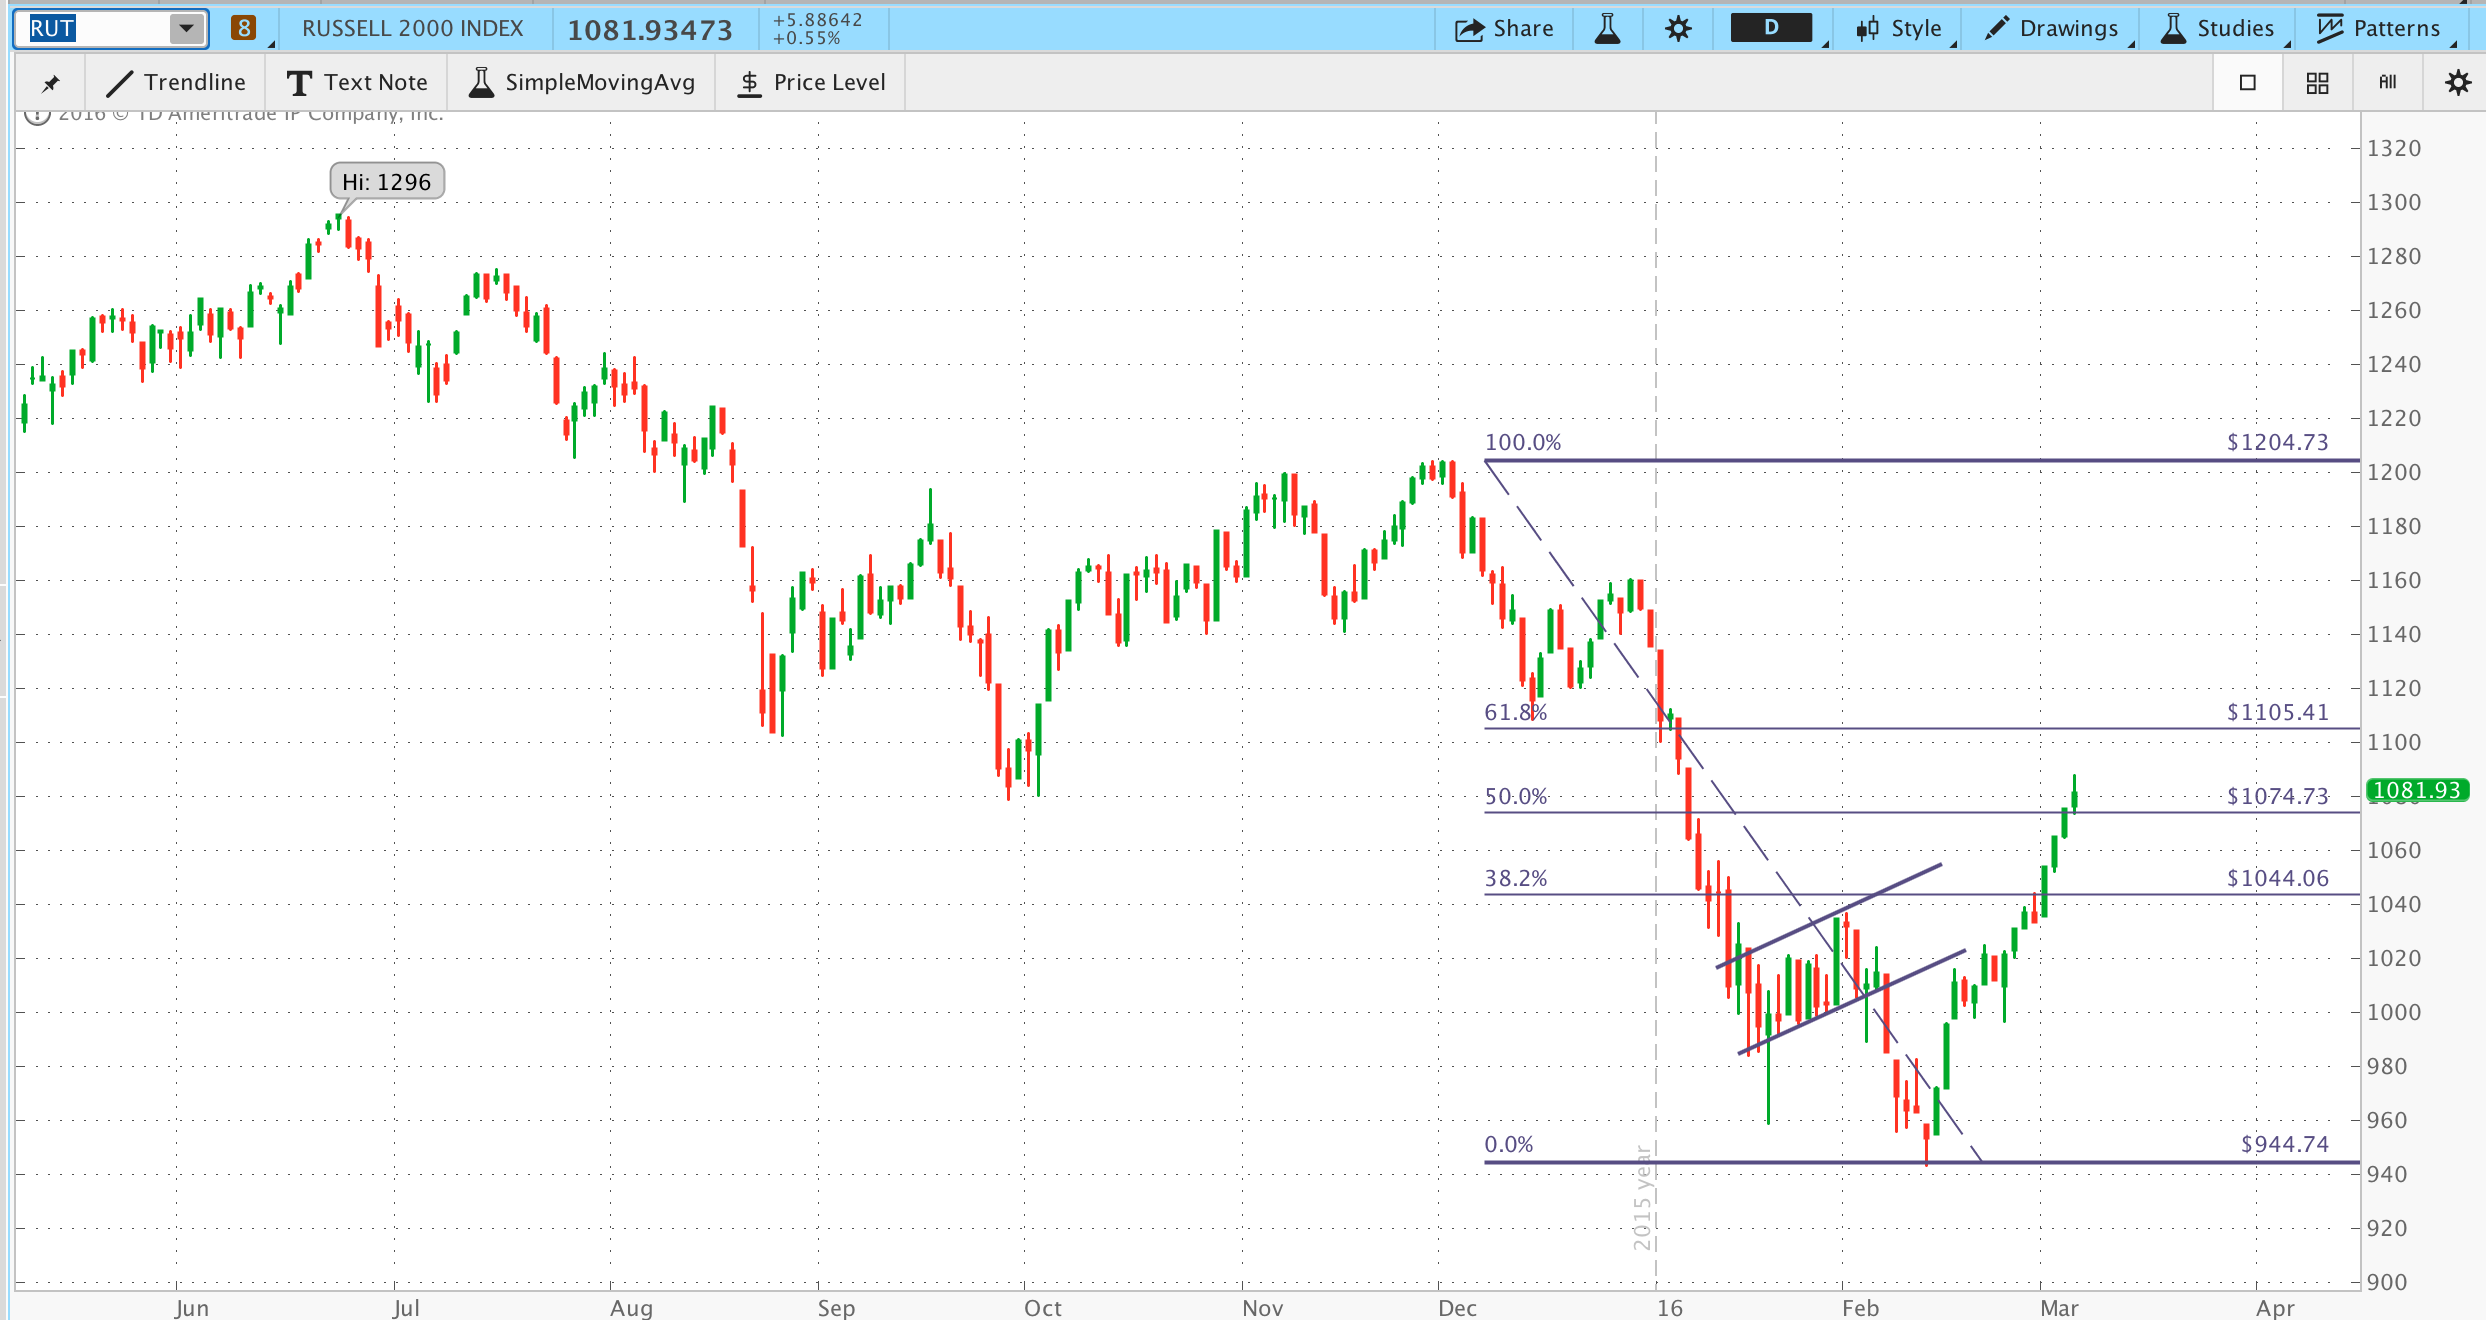 RUT
8
RUSSELL 2000 INDEX
1081.93473
+5.88642
+0.55%
Share
D
Style
Drawings
Studies
Patterns
Trendline
T Text Note
SimpleMovingAvg
$ Price Level
All
2016 © TD Ameritrade IP Company, Inc.
Hi: 1296
1320
1300
1280
1260
1240
1220
100.0% $1204.73
1200
1180
1160
1140
1120
61.8% $1105.41
1100
1081.93
50.0% $1074.73
1060
38.2% $1044.06
1040
1020
1000
980
960
0.0% $944.74
940
920
900
2015 year
Jun Jul Aug Sep Oct Nov Dec 16 Feb Mar Apr